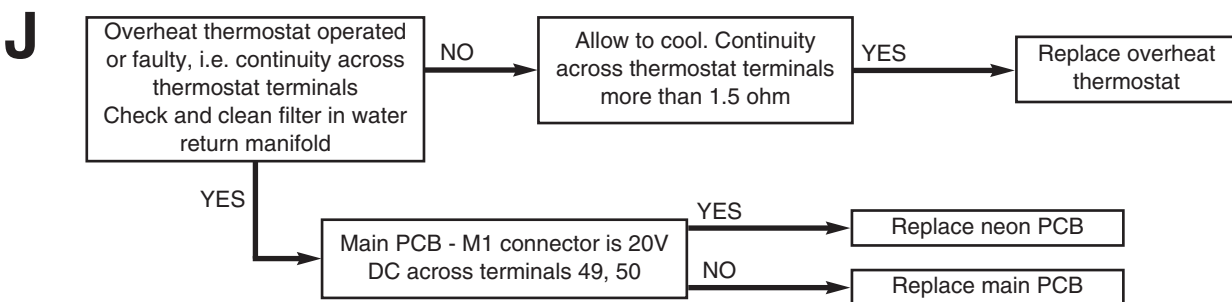 J
Overheat thermostat operated
or faulty, i.e. continuity across
thermostat terminals
Check and clean filter in water
return manifold
NO
Allow to cool. Continuity
across thermostat terminals
more than 1.5 ohm
YES
Replace overheat
thermostat
YES
Main PCB - M1 connector is 20V
DC across terminals 49, 50
YES
Replace neon PCB
NO
Replace main PCB